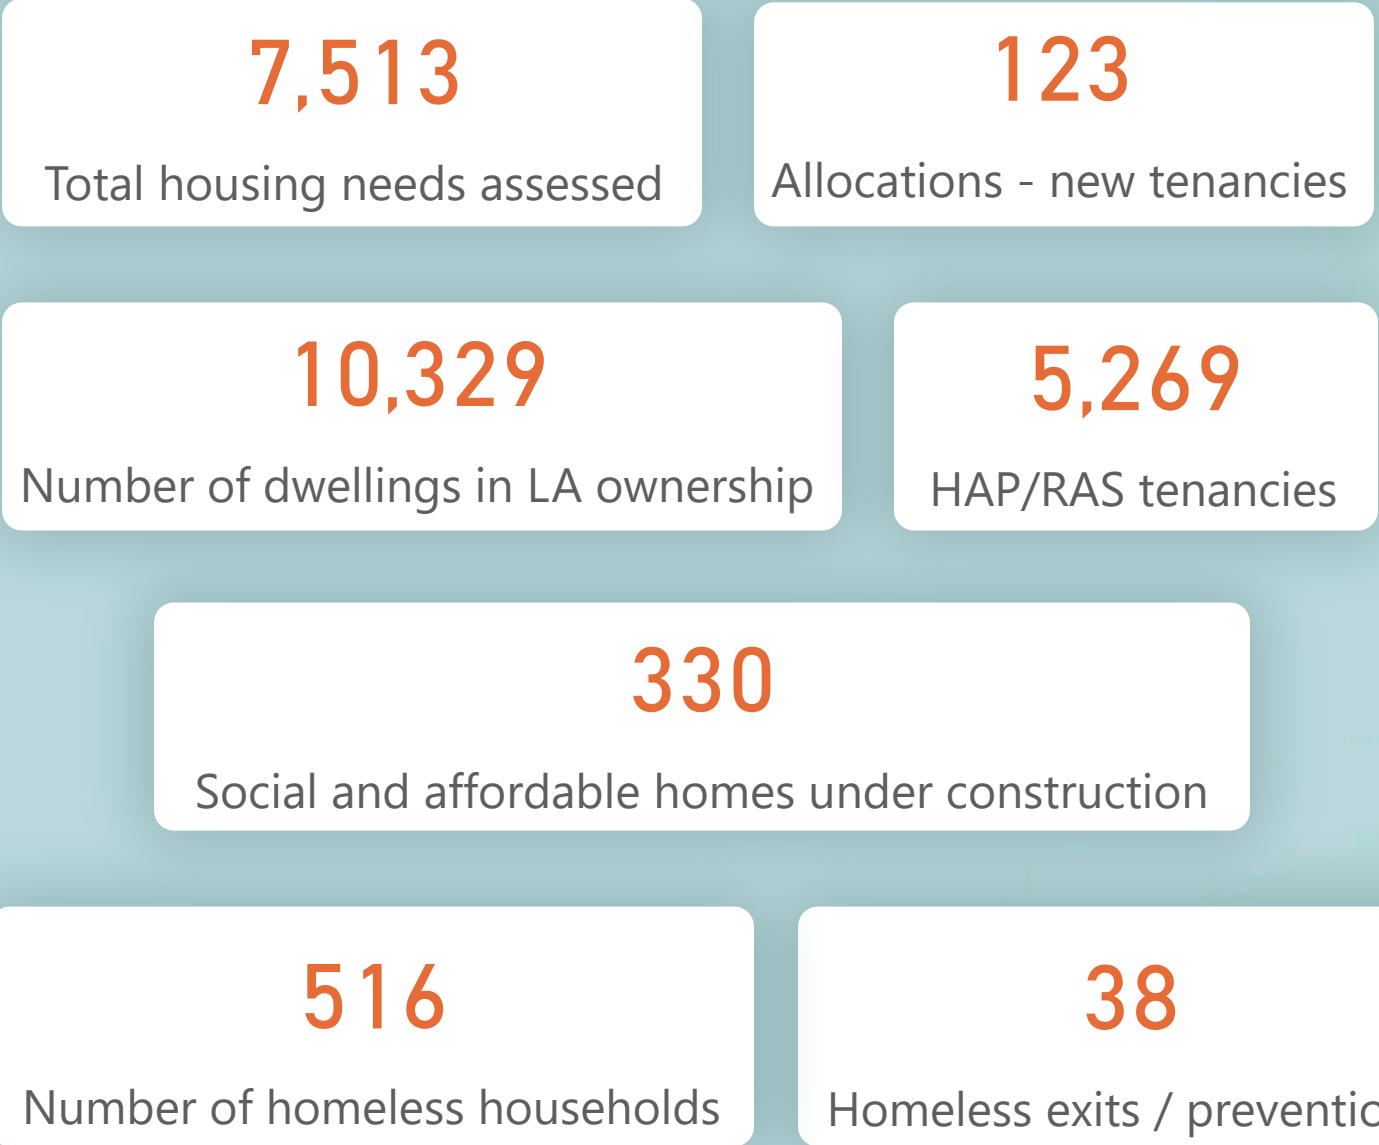 7,513
Total housing needs assessed
123
Allocations - new tenancies
10,329
Number of dwellings in LA ownership
5,269
HAP/RAS tenancies
330
Social and affordable homes under construction
516
Number of homeless households
38
Homeless exits /